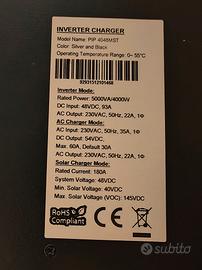 INVERTER CHARGER
Model Name: PIP 4048MST
Color: Silver and Black
Operating Temperature Range: 0~ 55°C
92931512101468
Inverter Mode:
Rated Power: 5000VA/4000W
DC Input: 48VDC, 93A
AC Output: 230VAC, 50Hz, 22A, 1Φ
AC Charger Mode:
AC Input: 230VAC, 50Hz, 35A, 1Φ
DC Output: 54VDC,
Max. 60A, Default 30A
AC Output: 230VAC, 50Hz, 22A, 1Φ
Solar Charger Mode:
Rated Current: 180A
System Voltage: 48VDC
Min. Solar Voltage: 40VDC
Max. Solar Voltage (VOC): 145VDC
RoHS
Compliant
CE
subito